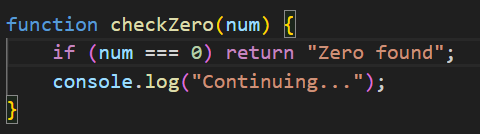 function checkZero(num) {
    if (num === 0) return "Zero found";
    console.log("Continuing...");
}